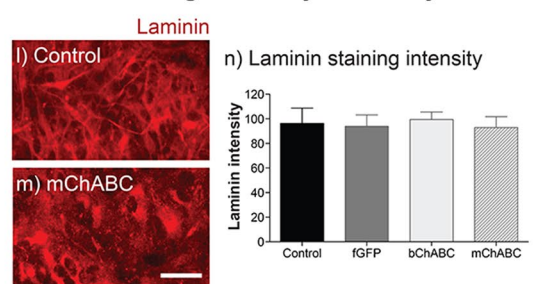 Laminin
l) Control
m) mChABC
n) Laminin staining intensity
Laminin intensity
120
100
80
60
40
20
0
Control fGFP bChABC mChABC